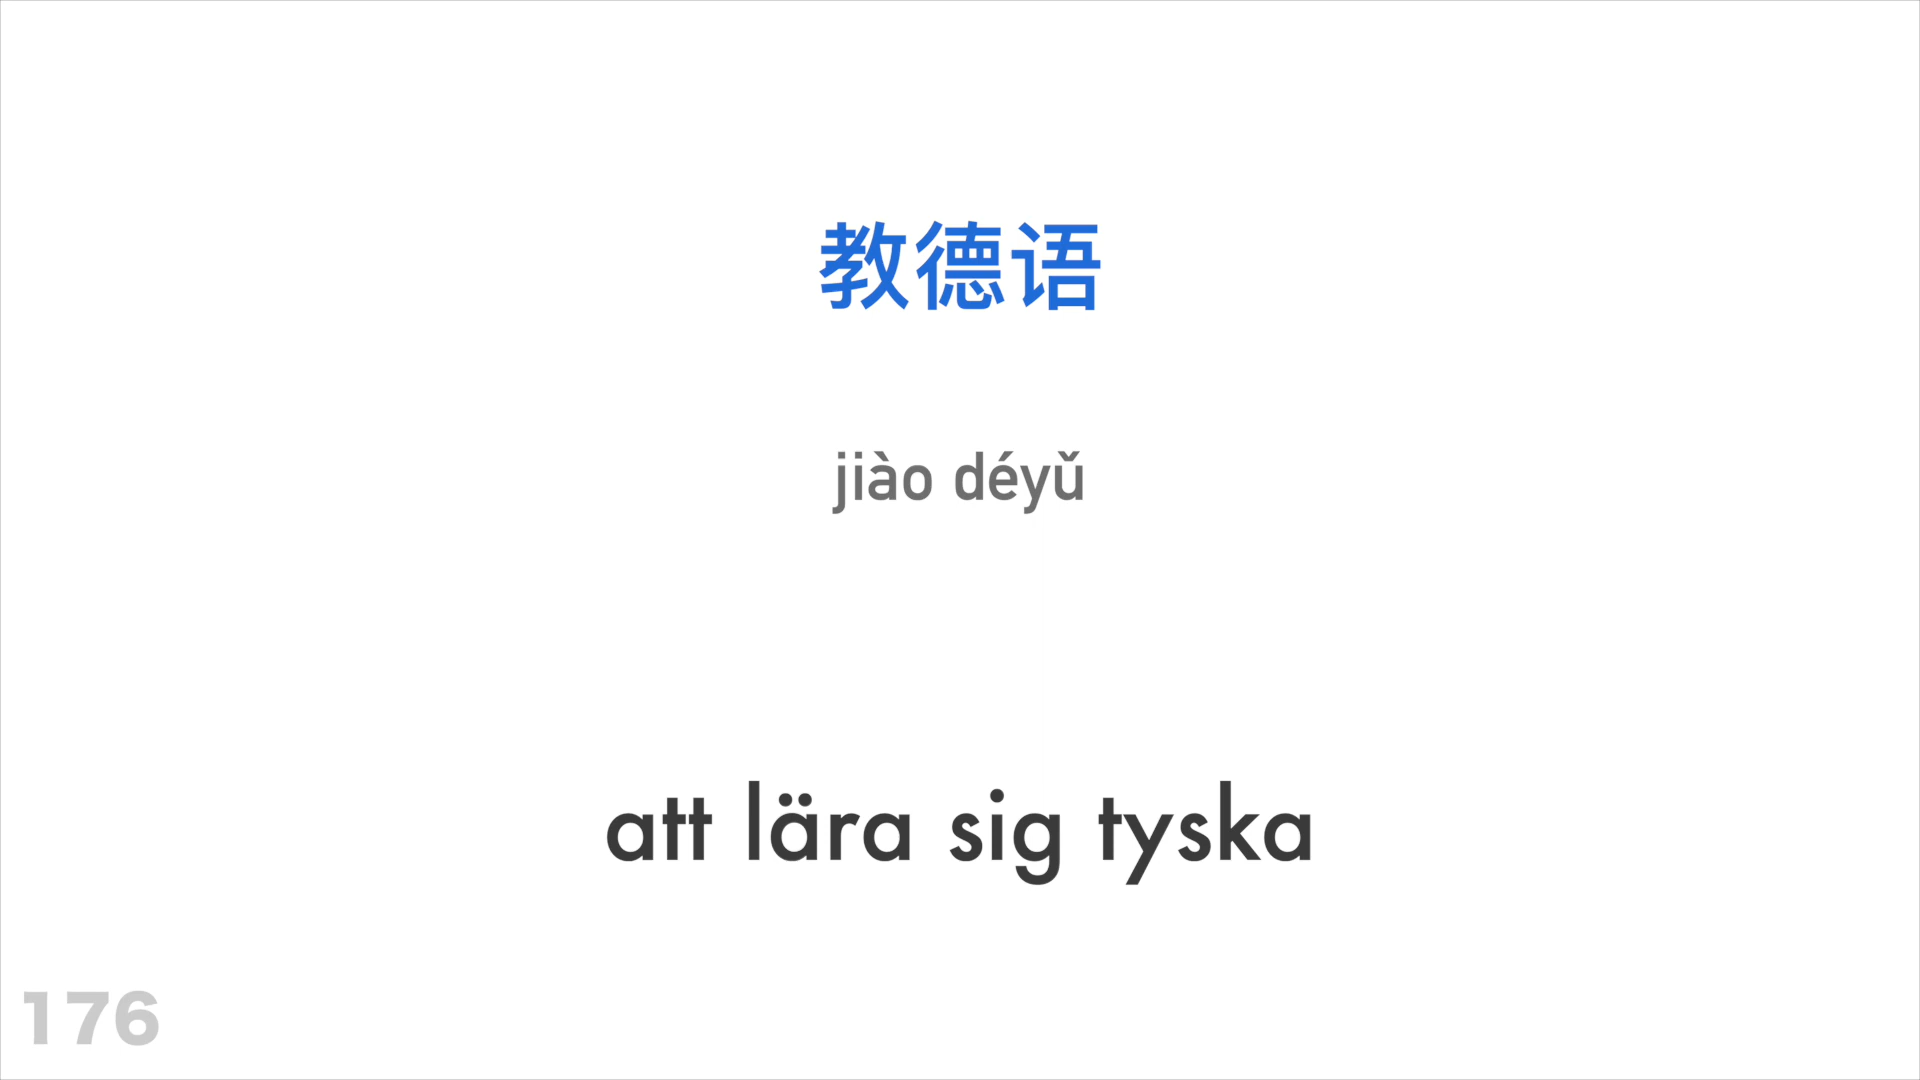 教德语
jiào déyǔ
att lära sig tyska
176